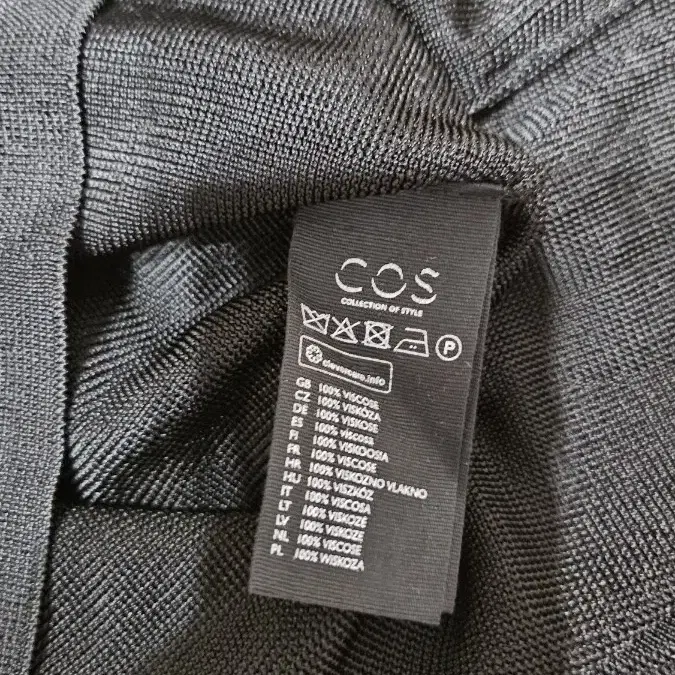 COS
COLLECTION OF STYLE
P
clevercare.info
GB 100% VISCOSE
CZ 100% VISKÓZA
DE 100% VISKOSE
ES 100% viscosa
FI 100% VISKOOSIA
FR 100% VISCOSE
HR 100% VISKOZNO VLAKNO
HU 100% VISZKÓZ
IT 100% VISCOSA
LT 100% VISKOZĖ
LV 100% VISKOZE
NL 100% VISCOSE
PL 100% WISKOZA